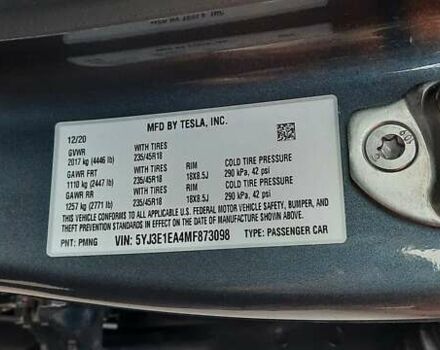 MFD BY TESLA, INC.
12/20
GVWR WITH TIRES
2017 kg (4446 lb) 235/45R18
GAWR FRT WITH TIRES RIM COLD TIRE PRESSURE
1110 kg (2447 lb) 235/45R18 18X8.5J 290 kPa, 42 psi
GAWR RR WITH TIRES RIM COLD TIRE PRESSURE
1257 kg (2771 lb) 235/45R18 18X8.5J 290 kPa, 42 psi
THIS VEHICLE CONFORMS TO ALL APPLICABLE U.S. FEDERAL MOTOR VEHICLE SAFETY, BUMPER, AND
THEFT PREVENTION STANDARDS IN EFFECT ON THE DATE OF MANUFACTURE SHOWN ABOVE.
PNT: PMNG VIN: 5YJ3E1EA4MF873098 TYPE: PASSENGER CAR